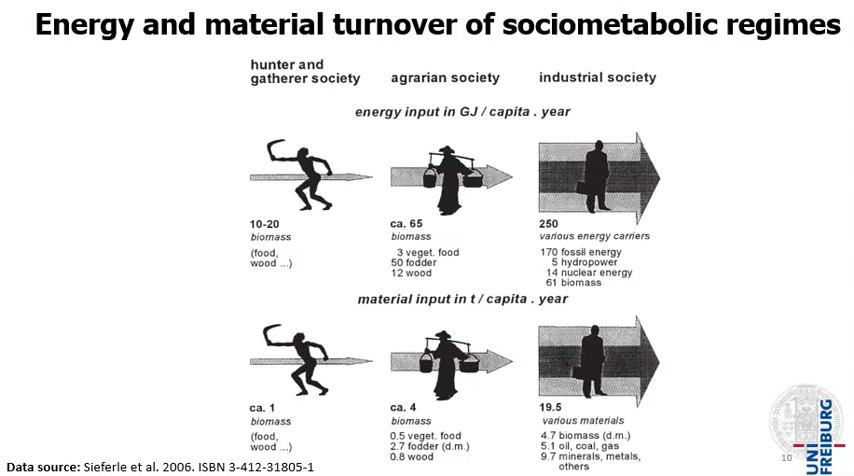 Energy and material turnover of sociometabolic regimes
hunter and
gatherer society
agrarian society
industrial society
energy input in GJ / capita . year
10-20
biomass
(food,
wood ...)
ca. 65
biomass
3 veget. food
50 fodder
12 wood
250
various energy carriers
170 fossil energy
5 hydropower
14 nuclear energy
61 biomass
material input in t / capita . year
ca. 1
biomass
(food,
wood ...)
ca. 4
biomass
0.5 veget. food
2.7 fodder (d.m.)
0.8 wood
19.5
various materials
4.7 biomass (d.m.)
5.1 oil, coal, gas
9.7 minerals, metals,
others
Data source: Sieferle et al. 2006. ISBN 3-412-31805-1
10
UNI
FREIBURG